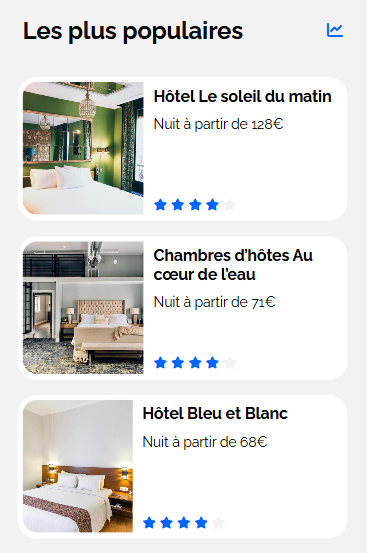 Les plus populaires
Hôtel Le soleil du matin
Nuit à partir de 128€
Chambres d'hôtes Au
cœur de l'eau
Nuit à partir de 71€
Hôtel Bleu et Blanc
Nuit à partir de 68€